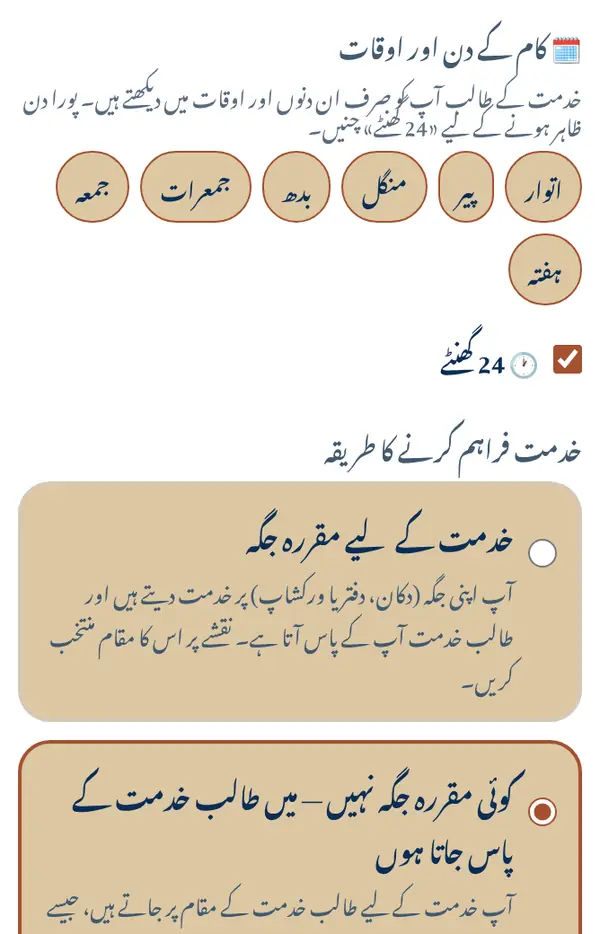 🗓️ کام کے دن اور اوقات
خدمت کے طالب آپ کو صرف ان دنوں اور اوقات میں دیکھتے ہیں۔ پورا دن
ظاہر ہونے کے لیے «24 گھنٹے» چنیں۔
اتوار پیر منگل بدھ جمعرات جمعہ
ہفتہ
🕐 24 گھنٹے
خدمت فراہم کرنے کا طریقہ
خدمت کے لیے مقررہ جگہ
آپ اپنی جگہ (دکان، دفتر یا ورکشاپ) پر خدمت دیتے ہیں اور
طالب خدمت آپ کے پاس آتا ہے۔ نقشے پر اس کا مقام منتخب
کریں۔
کوئی مقررہ جگہ نہیں — میں طالب خدمت کے
پاس جاتا ہوں
آپ خدمت کے لیے طالب خدمت کے مقام پر جاتے ہیں، جیسے